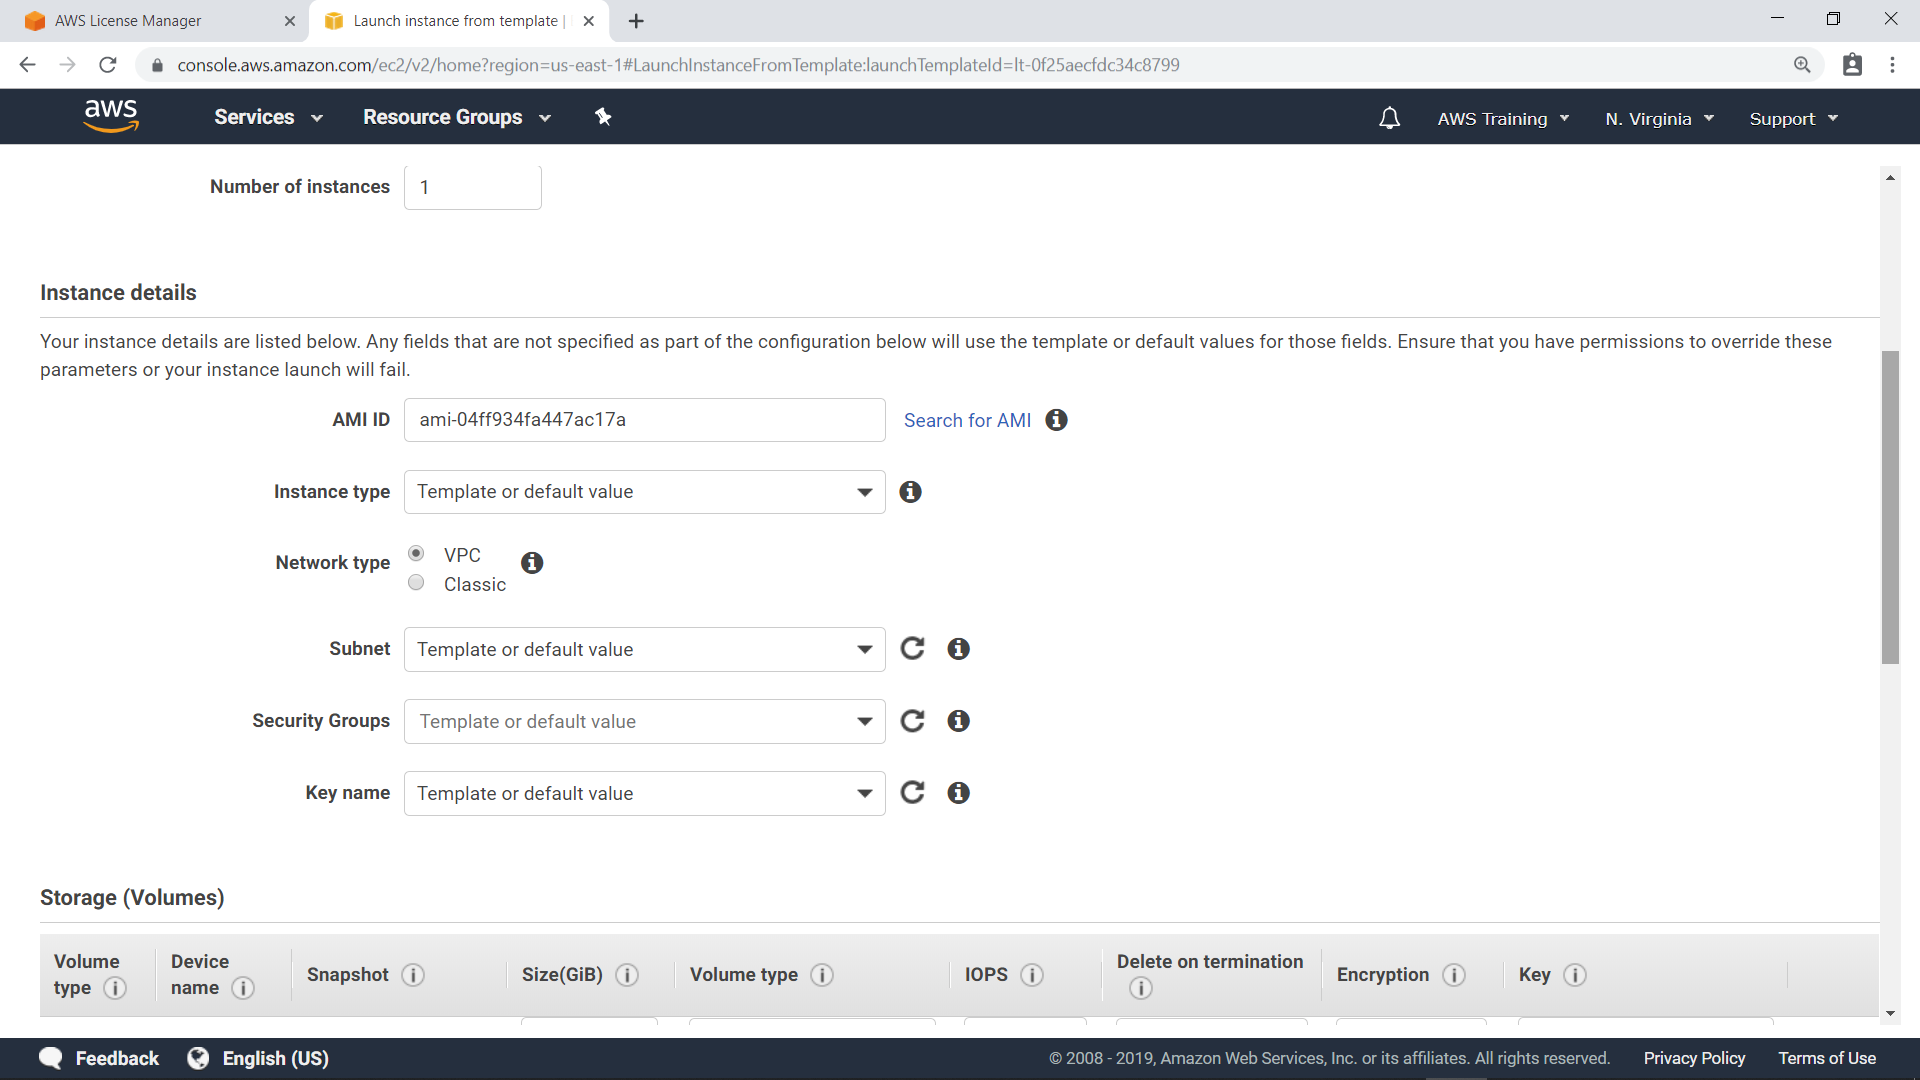 AWS License Manager
Launch instance from template |
console.aws.amazon.com/ec2/v2/home?region=us-east-1#LaunchInstanceFromTemplate:launchTemplateId=lt-0f25aecfdc34c8799
aws Services Resource Groups AWS Training N. Virginia Support
Number of instances 1
Instance details
Your instance details are listed below. Any fields that are not specified as part of the configuration below will use the template or default values for those fields. Ensure that you have permissions to override these
parameters or your instance launch will fail.
AMI ID ami-04ff934fa447ac17a Search for AMI
Instance type Template or default value
Network type VPC
Classic
Subnet Template or default value
Security Groups Template or default value
Key name Template or default value
Storage (Volumes)
Volume type Device name Snapshot Size(GiB) Volume type IOPS Delete on termination Encryption Key
Feedback English (US) © 2008 - 2019, Amazon Web Services, Inc. or its affiliates. All rights reserved. Privacy Policy Terms of Use